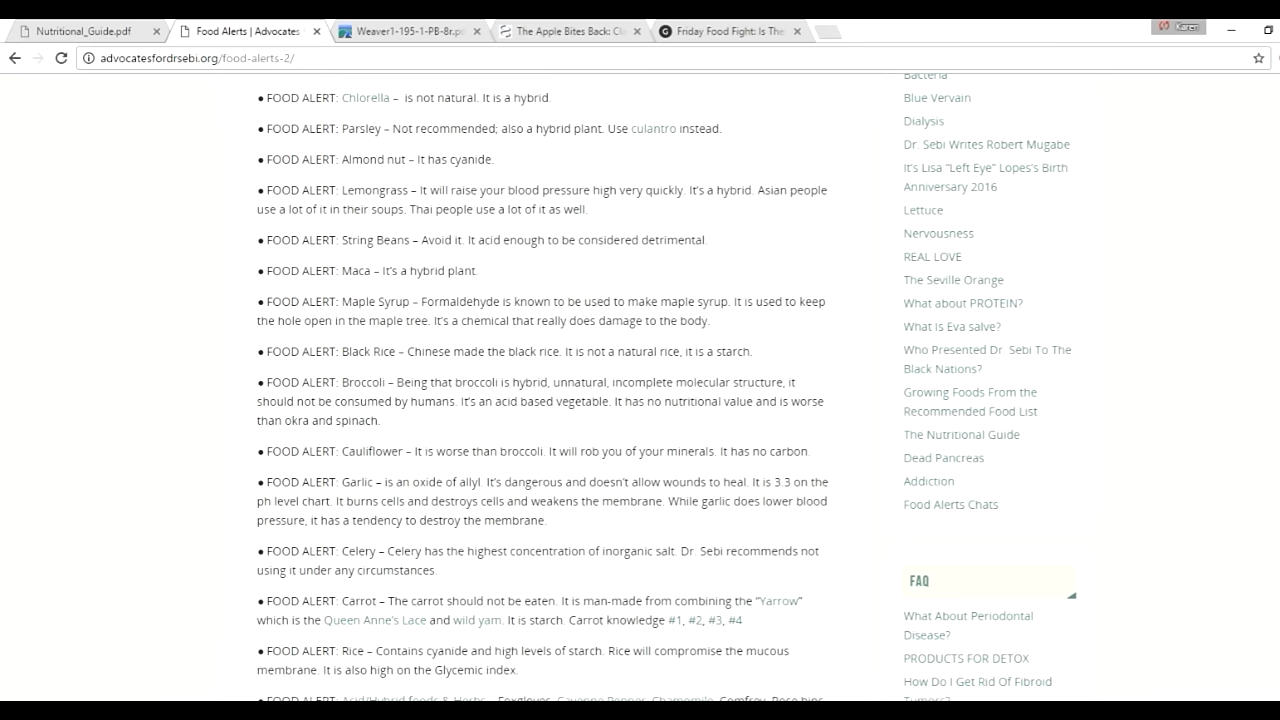 Nutritional_Guide.pdf
Food Alerts | Advocates
Weaver1-195-1-PB-8r.p
The Apple Bites Back: Cl
Friday Food Fight: Is The
Karen
advocatesfordrsebi.org/food-alerts-2/
● FOOD ALERT: Chlorella – is not natural. It is a hybrid.
● FOOD ALERT: Parsley – Not recommended; also a hybrid plant. Use culantro instead.
● FOOD ALERT: Almond nut – It has cyanide.
● FOOD ALERT: Lemongrass – It will raise your blood pressure high very quickly. It's a hybrid. Asian people
use a lot of it in their soups. Thai people use a lot of it as well.
● FOOD ALERT: String Beans – Avoid it. It acid enough to be considered detrimental.
● FOOD ALERT: Maca – It's a hybrid plant.
● FOOD ALERT: Maple Syrup – Formaldehyde is known to be used to make maple syrup. It is used to keep
the hole open in the maple tree. It's a chemical that really does damage to the body.
● FOOD ALERT: Black Rice – Chinese made the black rice. It is not a natural rice, it is a starch.
● FOOD ALERT: Broccoli – Being that broccoli is hybrid, unnatural, incomplete molecular structure, it
should not be consumed by humans. It's an acid based vegetable. It has no nutritional value and is worse
than okra and spinach.
● FOOD ALERT: Cauliflower – It is worse than broccoli. It will rob you of your minerals. It has no carbon.
● FOOD ALERT: Garlic – is an oxide of allyl. It's dangerous and doesn't allow wounds to heal. It is 3.3 on the
ph level chart. It burns cells and destroys cells and weakens the membrane. While garlic does lower blood
pressure, it has a tendency to destroy the membrane.
● FOOD ALERT: Celery – Celery has the highest concentration of inorganic salt. Dr. Sebi recommends not
using it under any circumstances.
● FOOD ALERT: Carrot – The carrot should not be eaten. It is man-made from combining the "Yarrow"
which is the Queen Anne's Lace and wild yam. It is starch. Carrot knowledge #1, #2, #3, #4
● FOOD ALERT: Rice – Contains cyanide and high levels of starch. Rice will compromise the mucous
membrane. It is also high on the Glycemic index.
● FOOD ALERT: Acid/Hybrid foods & Herbs – Foxgloves, Cayenne Pepper, Chamomile, Comfrey, Rose hips,
Bacteria
Blue Vervain
Dialysis
Dr. Sebi Writes Robert Mugabe
It's Lisa "Left Eye" Lopes's Birth
Anniversary 2016
Lettuce
Nervousness
REAL LOVE
The Seville Orange
What about PROTEIN?
What Is Eva salve?
Who Presented Dr Sebi To The
Black Nations?
Growing Foods From the
Recommended Food List
The Nutritional Guide
Dead Pancreas
Addiction
Food Alerts Chats
FAQ
What About Periodontal
Disease?
PRODUCTS FOR DETOX
How Do I Get Rid Of Fibroid
Tumors?